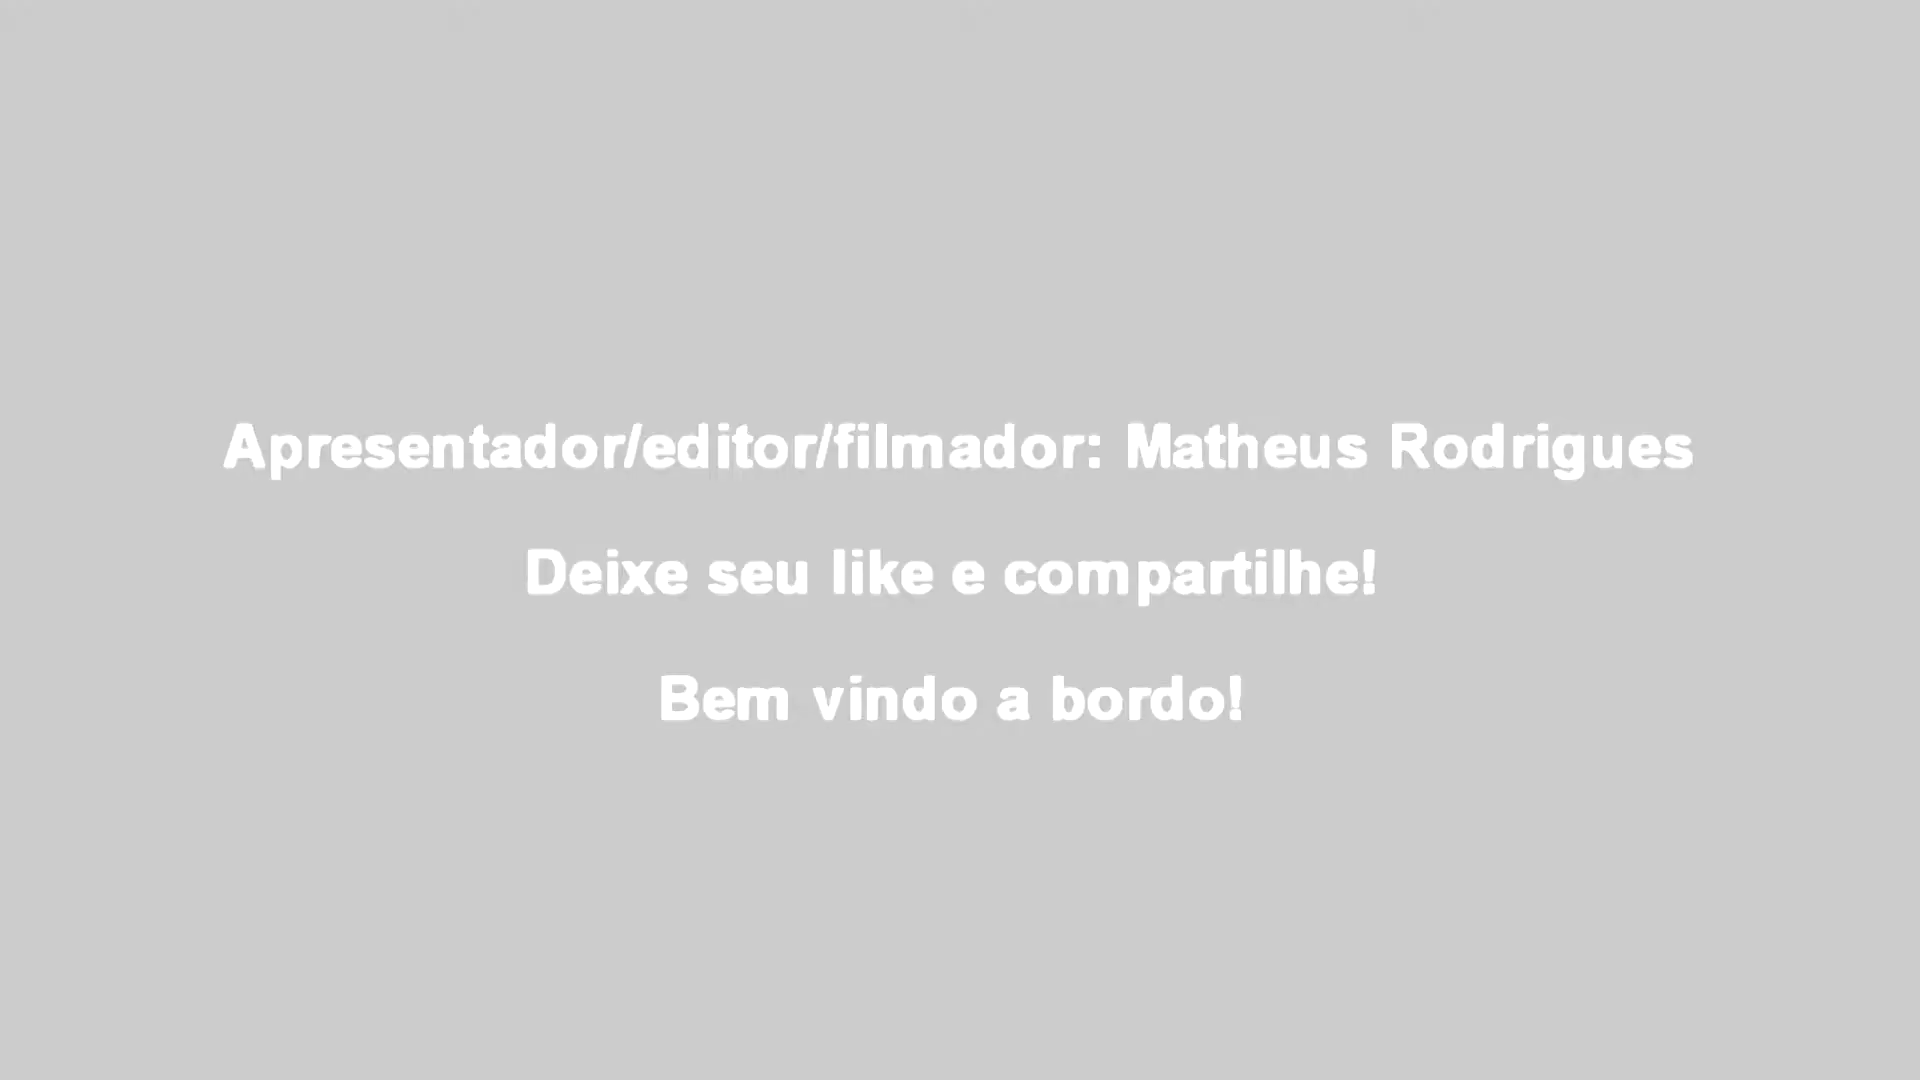 Apresentador/editor/filmador: Matheus Rodrigues
Deixe seu like e compartilhe!
Bem vindo a bordo!